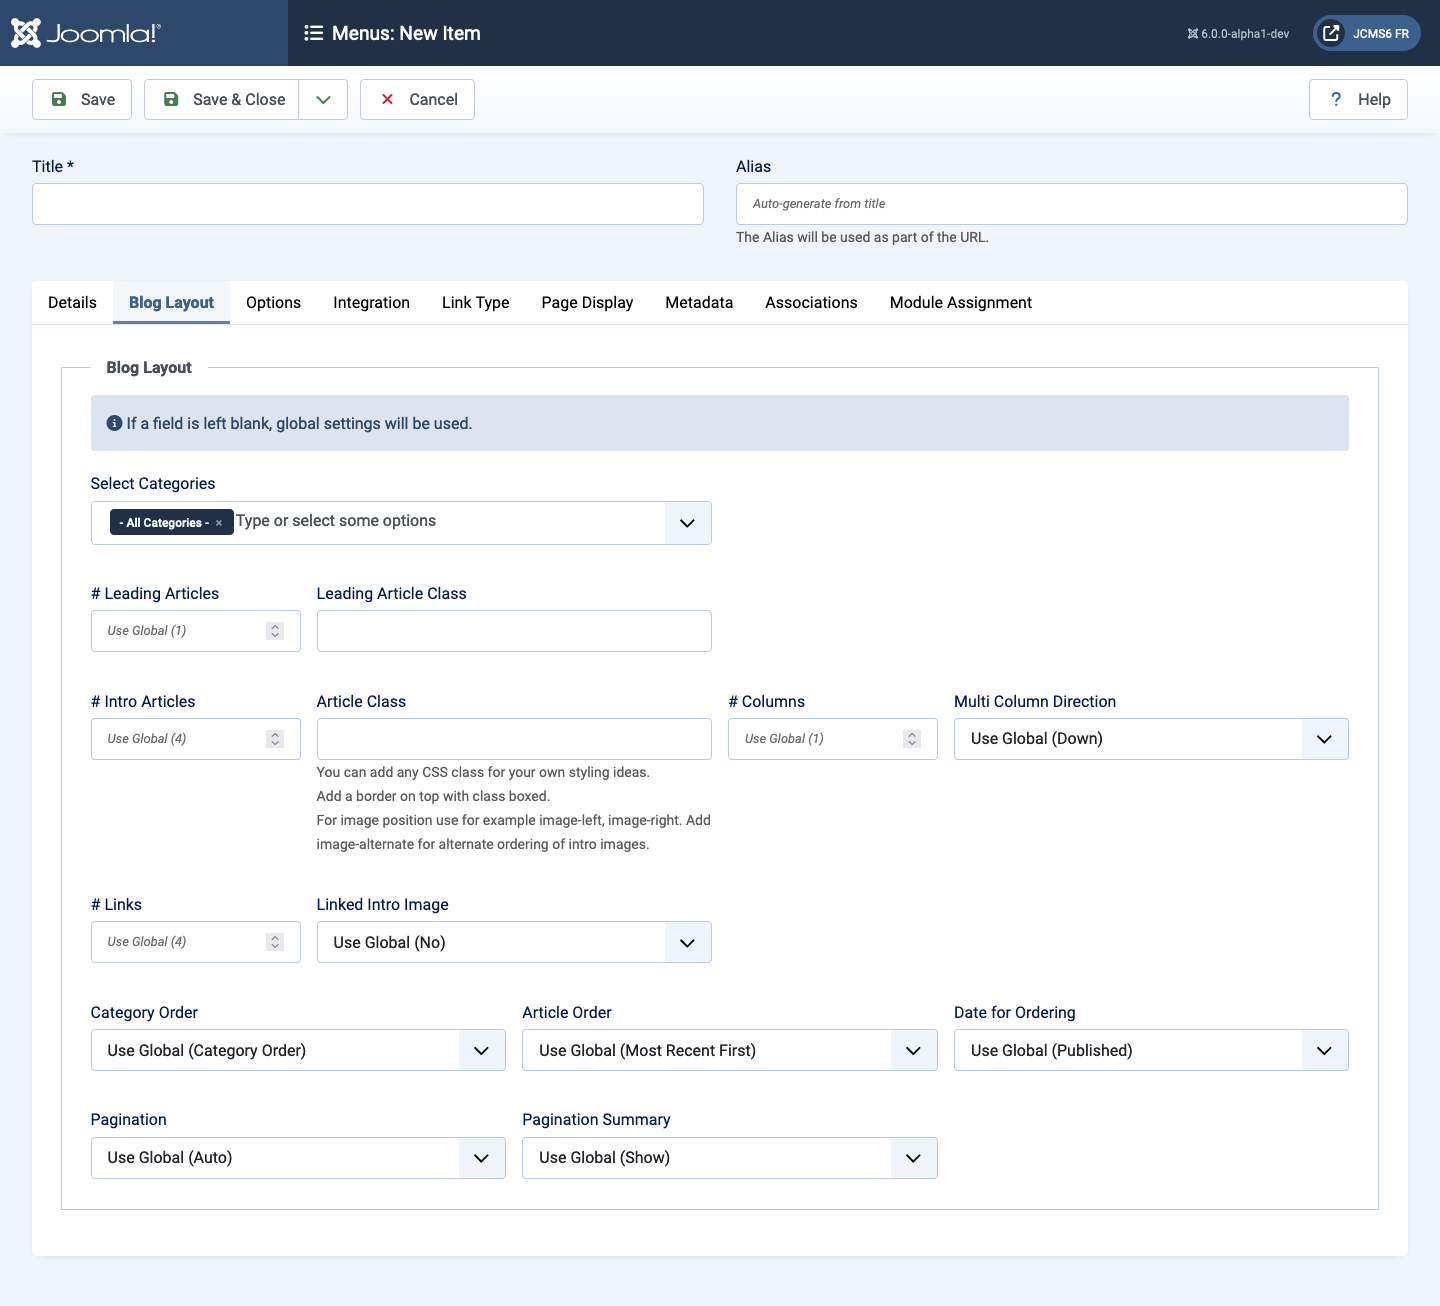 Joomla!®
Menus: New Item
6.0.0-alpha1-dev
JCMS6 FR
Save
Save & Close
Cancel
? Help
Title *
Alias
Auto-generate from title
The Alias will be used as part of the URL.
Details
Blog Layout
Options
Integration
Link Type
Page Display
Metadata
Associations
Module Assignment
Blog Layout
If a field is left blank, global settings will be used.
Select Categories
- All Categories - × Type or select some options
# Leading Articles
Leading Article Class
Use Global (1)
# Intro Articles
Article Class
# Columns
Multi Column Direction
Use Global (4)
Use Global (1)
Use Global (Down)
You can add any CSS class for your own styling ideas.
Add a border on top with class boxed.
For image position use for example image-left, image-right. Add
image-alternate for alternate ordering of intro images.
# Links
Linked Intro Image
Use Global (4)
Use Global (No)
Category Order
Article Order
Date for Ordering
Use Global (Category Order)
Use Global (Most Recent First)
Use Global (Published)
Pagination
Pagination Summary
Use Global (Auto)
Use Global (Show)